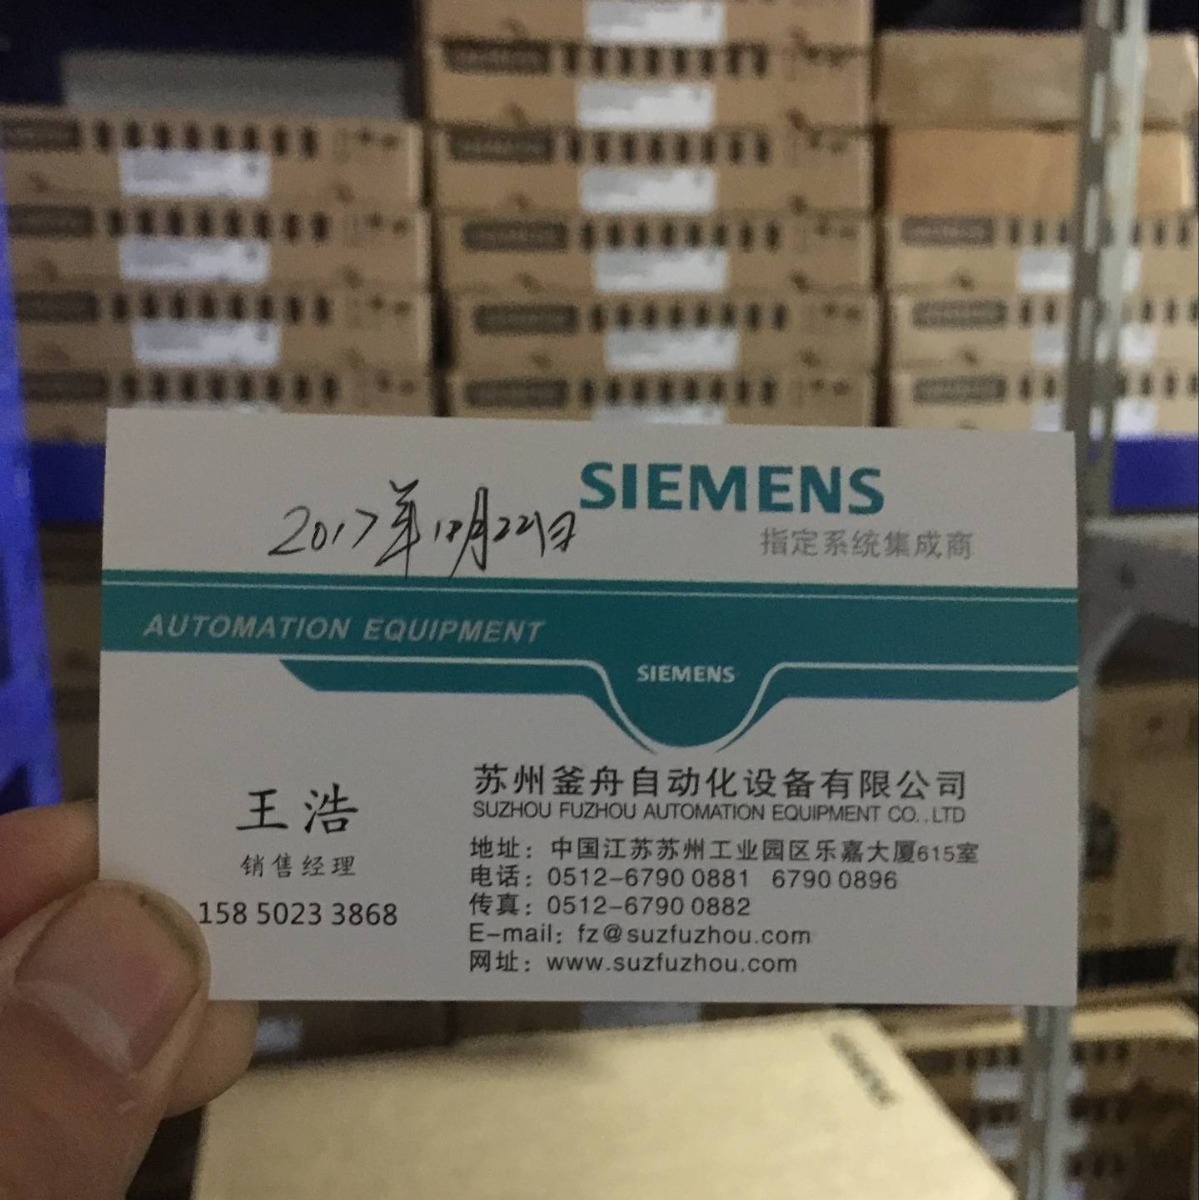 SIEMENS
2017年12月22日
指定系统集成商
AUTOMATION EQUIPMENT
SIEMENS
苏州釜舟自动化设备有限公司
SUZHOU FUZHOU AUTOMATION EQUIPMENT CO.,LTD
王浩
销售经理
158 5023 3868
地址：中国江苏苏州工业园区乐嘉大厦615室
电话：0512-6790 0881 6790 0896
传真：0512-6790 0882
E-mail: fz@suzfuzhou.com
网址：www.suzfuzhou.com
SIEMENS